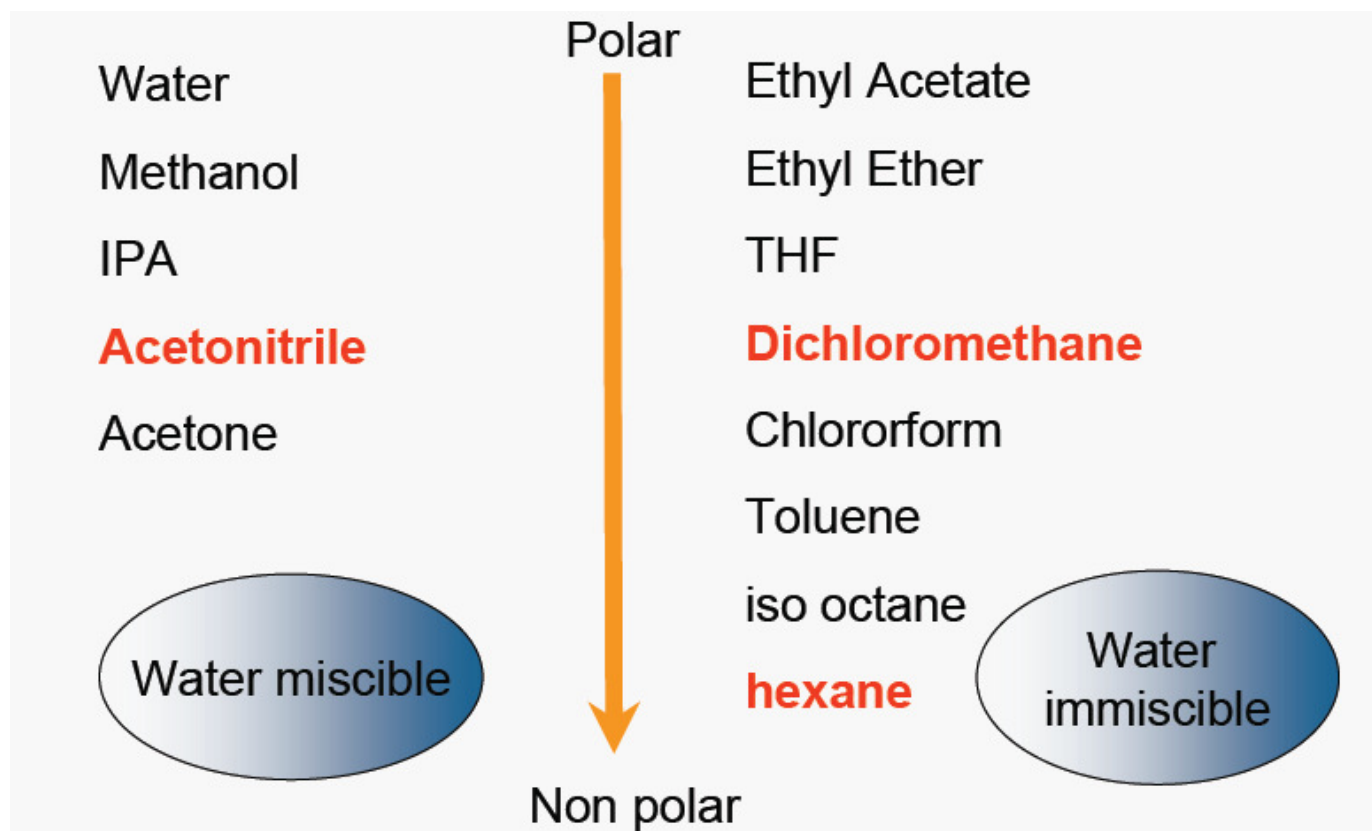 Polar
Water
Methanol
IPA
Acetonitrile
Acetone
Water miscible
Ethyl Acetate
Ethyl Ether
THF
Dichloromethane
Chlororform
Toluene
iso octane
hexane
Water
immiscible
Non polar